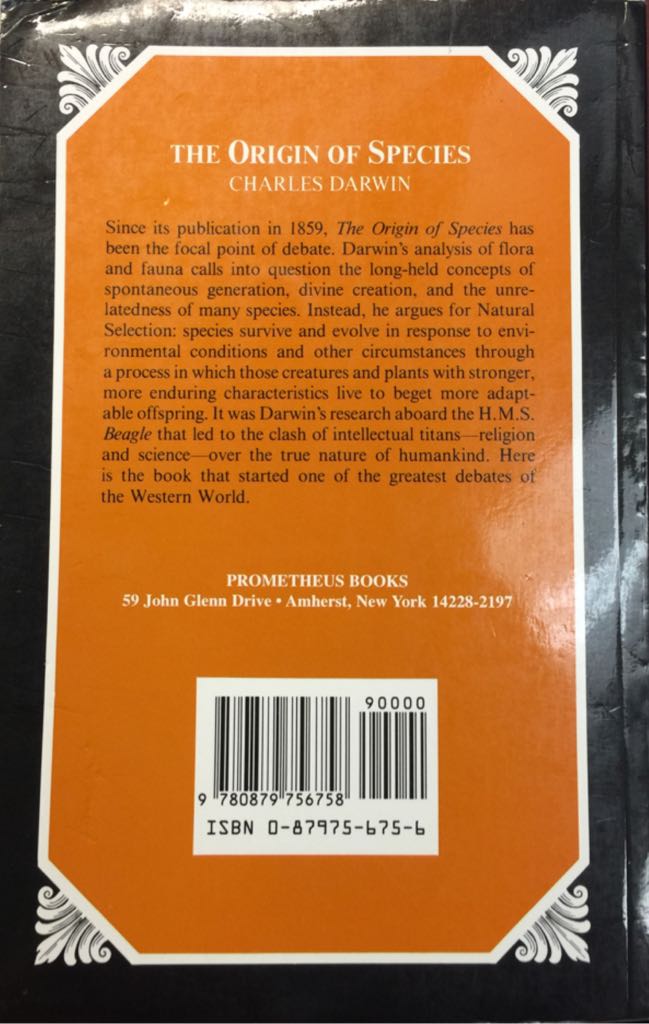 THE ORIGIN OF SPECIES
CHARLES DARWIN
Since its publication in 1859, The Origin of Species has
been the focal point of debate. Darwin's analysis of flora
and fauna calls into question the long-held concepts of
spontaneous generation, divine creation, and the unre-
latedness of many species. Instead, he argues for Natural
Selection: species survive and evolve in response to envi-
ronmental conditions and other circumstances through
a process in which those creatures and plants with stronger,
more enduring characteristics live to beget more adapt-
able offspring. It was Darwin's research aboard the H.M.S.
Beagle that led to the clash of intellectual titans—religion
and science—over the true nature of humankind. Here
is the book that started one of the greatest debates of
the Western World.
PROMETHEUS BOOKS
59 John Glenn Drive • Amherst, New York 14228-2197
90000
9 780879 756758
ISBN 0-87975-675-6